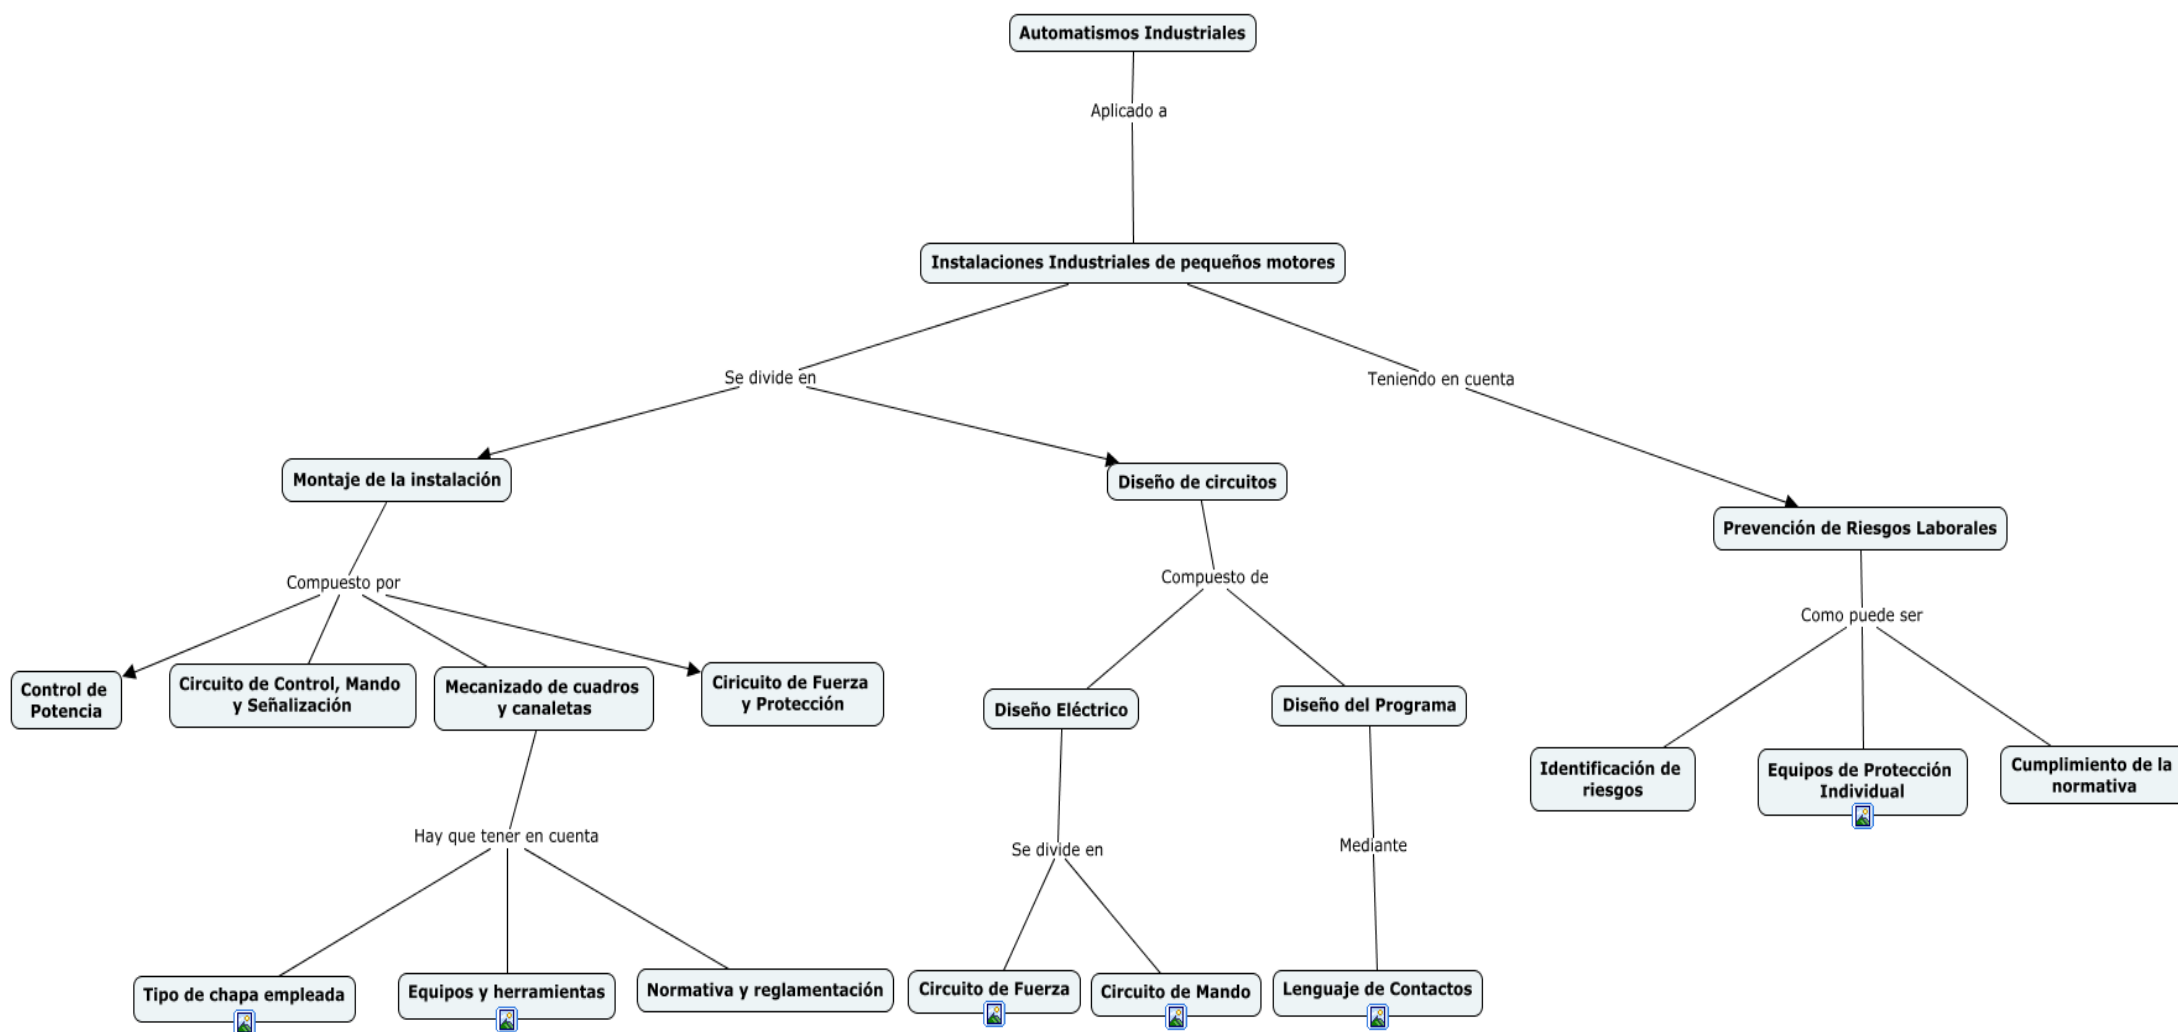 Automatismos Industriales
Aplicado a
Instalaciones Industriales de pequeños motores
Se divide en
Teniendo en cuenta
Montaje de la instalación
Diseño de circuitos
Prevención de Riesgos Laborales
Compuesto por
Compuesto de
Como puede ser
Control de
Potencia
Circuito de Control, Mando
y Señalización
Mecanizado de cuadros
y canaletas
Ciricuito de Fuerza
y Protección
Diseño Eléctrico
Diseño del Programa
Identificación de
riesgos
Equipos de Protección
Individual
Cumplimiento de la
normativa
Hay que tener en cuenta
Se divide en
Mediante
Tipo de chapa empleada
Equipos y herramientas
Normativa y reglamentación
Circuito de Fuerza
Circuito de Mando
Lenguaje de Contactos